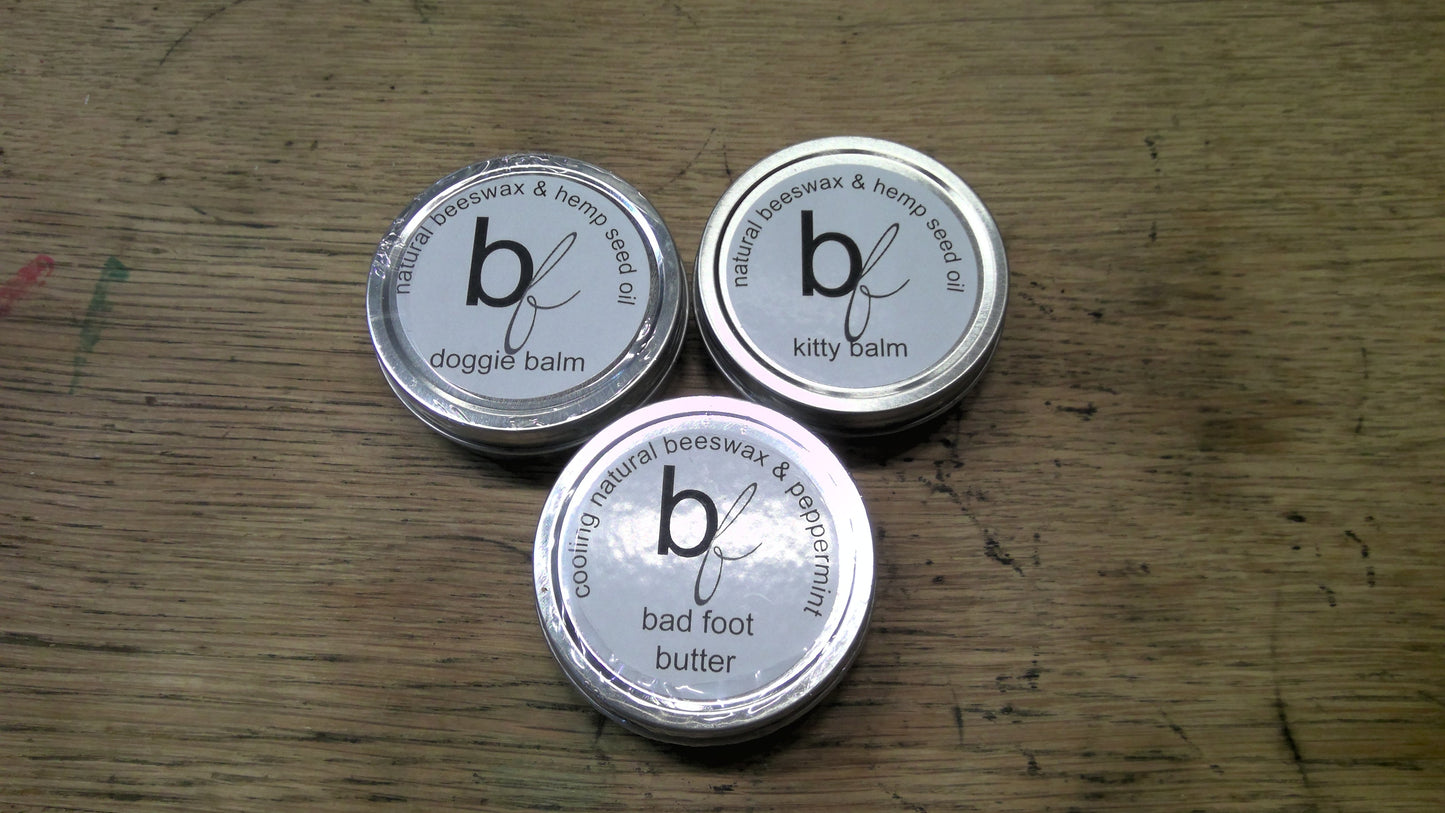 natural beeswax & hemp seed oil
bf
doggie balm
natural beeswax & hemp seed oil
bf
kitty balm
cooling natural beeswax & peppermint
bf
bad foot
butter